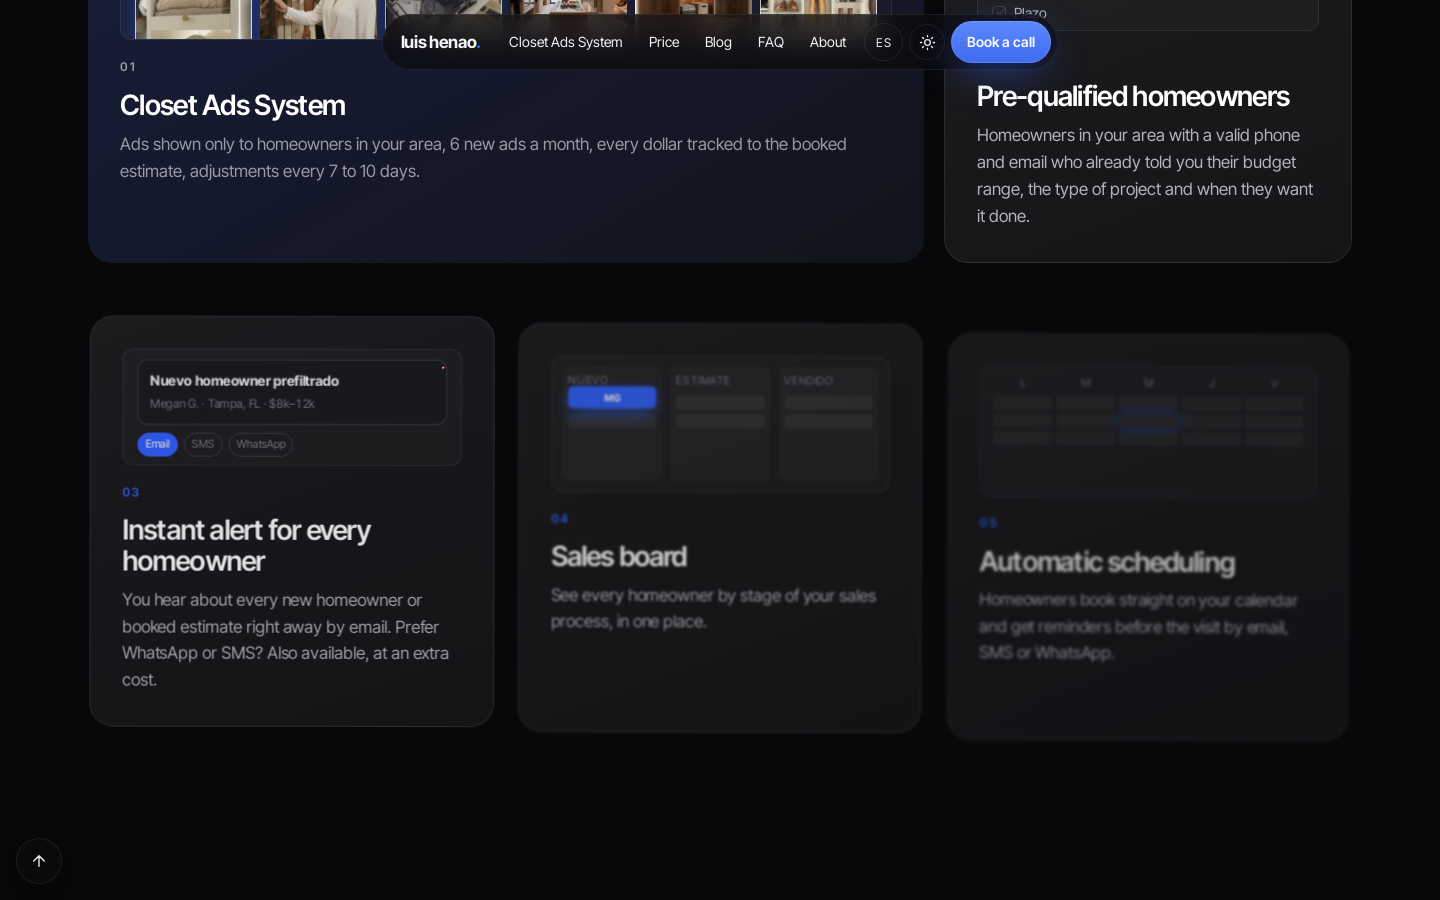 luis henao.
Closet Ads System
Price
Blog
FAQ
About
ES
Book a call
01
Closet Ads System
Ads shown only to homeowners in your area, 6 new ads a month, every dollar tracked to the booked
estimate, adjustments every 7 to 10 days.
Plazo
Pre-qualified homeowners
Homeowners in your area with a valid phone
and email who already told you their budget
range, the type of project and when they want
it done.
Nuevo homeowner prefiltrado
Megan G. · Tampa, FL · $8k–12k
Email
SMS
WhatsApp
03
Instant alert for every
homeowner
You hear about every new homeowner or
booked estimate right away by email. Prefer
WhatsApp or SMS? Also available, at an extra
cost.
NUEVO
ESTIMATE
VENDIDO
MG
04
Sales board
See every homeowner by stage of your sales
process, in one place.
L
M
M
J
V
05
Automatic scheduling
Homeowners book straight on your calendar
and get reminders before the visit by email,
SMS or WhatsApp.